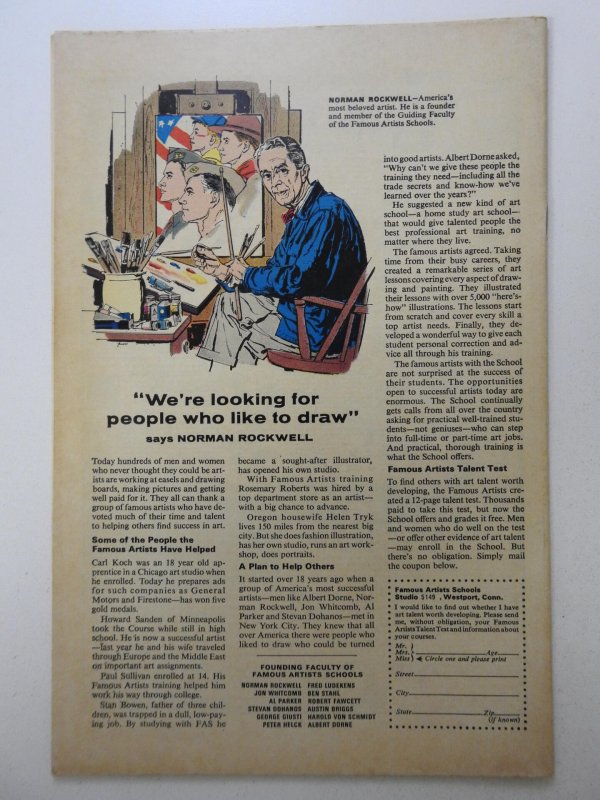 NORMAN ROCKWELL—America's
most beloved artist. He is a founder
and member of the Guiding Faculty
of the Famous Artists Schools.
"We're looking for
people who like to draw"
says NORMAN ROCKWELL
Today hundreds of men and women
who never thought they could be art-
ists are working at easels and drawing
boards, making pictures and getting
well paid for it. They all can thank a
group of famous artists who have de-
voted much of their time and talent
to helping others find success in art.
Some of the People the
Famous Artists Have Helped
Carl Koch was an 18 year old ap-
prentice in a Chicago art studio when
he enrolled. Today he prepares ads
for such companies as General
Motors and Firestone—has won five
gold medals.
Howard Sanden of Minneapolis
took the Course while still in high
school. He is now a successful artist
—last year he and his wife traveled
through Europe and the Middle East
on important art assignments.
Paul Sullivan enrolled at 14. His
Famous Artists training helped him
work his way through college.
Stan Bowen, father of three chil-
dren, was trapped in a dull, low-pay-
ing job. By studying with FAS he
became a sought-after illustrator,
has opened his own studio.
With Famous Artists training
Rosemary Roberts was hired by a
top department store as an artist—
with a big chance to advance.
Oregon housewife Helen Tryk
lives 150 miles from the nearest big
city. But she does fashion illustration,
has her own studio, runs an art work-
shop, does portraits.
A Plan to Help Others
It started over 18 years ago when a
group of America's most successful
artists—men like Albert Dorne, Nor-
man Rockwell, Jon Whitcomb, Al
Parker and Stevan Dohanos—met in
New York City. They knew that all
over America there were people who
liked to draw who could be turned
FOUNDING FACULTY OF
FAMOUS ARTISTS SCHOOLS
NORMAN ROCKWELL FRED LUDEKENS
JON WHITCOMB BEN STAHL
AL PARKER ROBERT FAWCETT
STEVAN DOHANOS AUSTIN BRIGGS
GEORGE GIUSTI HAROLD VON SCHMIDT
PETER HELCK ALBERT DORNE
into good artists. Albert Dorne asked,
"Why can't we give these people the
training they need—including all the
trade secrets and know-how we've
learned over the years?"
He suggested a new kind of art
school—a home study art school—
that would give talented people the
best professional art training, no
matter where they live.
The famous artists agreed. Taking
time from their busy careers, they
created a remarkable series of art
lessons covering every aspect of draw-
ing and painting. They illustrated
their lessons with over 5,000 "here's-
how" illustrations. The lessons start
from scratch and cover every skill a
top artist needs. Finally, they de-
veloped a wonderful way to give each
student personal correction and ad-
vice all through his training.
The famous artists with the School
are not surprised at the success of
their students. The opportunities
open to successful artists today are
enormous. The School continually
gets calls from all over the country
asking for practical well-trained stu-
dents—not geniuses—who can step
into full-time or part-time art jobs.
And practical, thorough training is
what the School offers.
Famous Artists Talent Test
To find others with art talent worth
developing, the Famous Artists cre-
ated a 12-page talent test. Thousands
paid to take this test, but now the
School offers and grades it free. Men
and women who do well on the test
—or offer other evidence of art talent
—may enroll in the School. But
there's no obligation. Simply mail
the coupon below.
Famous Artists Schools
Studio 5149, Westport, Conn.
I would like to find out whether I have
art talent worth developing. Please send
me, without obligation, your Famous
Artists Talent Test and information about
your courses.
Mr.
Mrs. Age
Miss Circle one and please print
Street
City
State Zip
(if known)